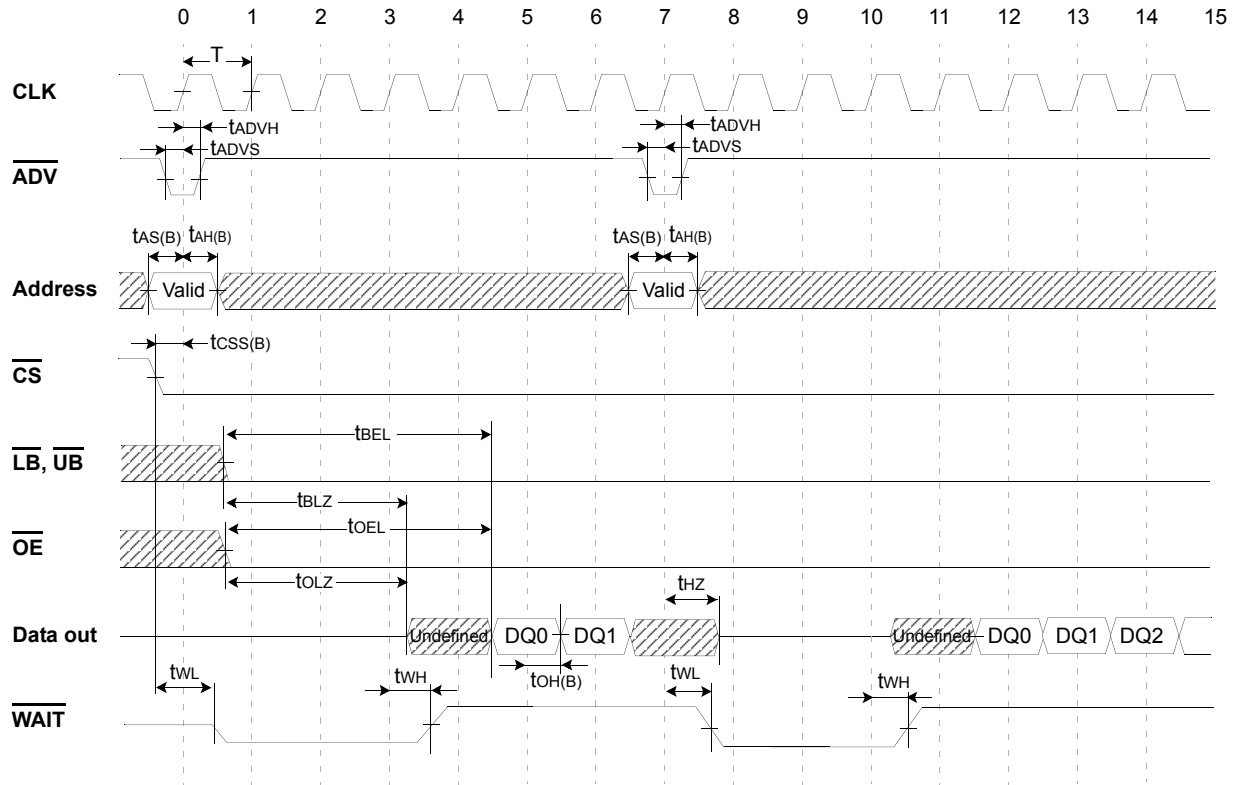 0 1 2 3 4 5 6 7 8 9 10 11 12 13 14 15
T
CLK
tADVH tADVH
tADVS tADVS
ADV
tAS(B) tAH(B) tAS(B) tAH(B)
Address Valid Valid
tCSS(B)
CS
tBEL
LB, UB
tBLZ
tOEL
OE
tOLZ
tHZ
Data out Undefined DQ0 DQ1 Undefined DQ0 DQ1 DQ2
tOH(B)
tWL tWH tWL tWH
WAIT